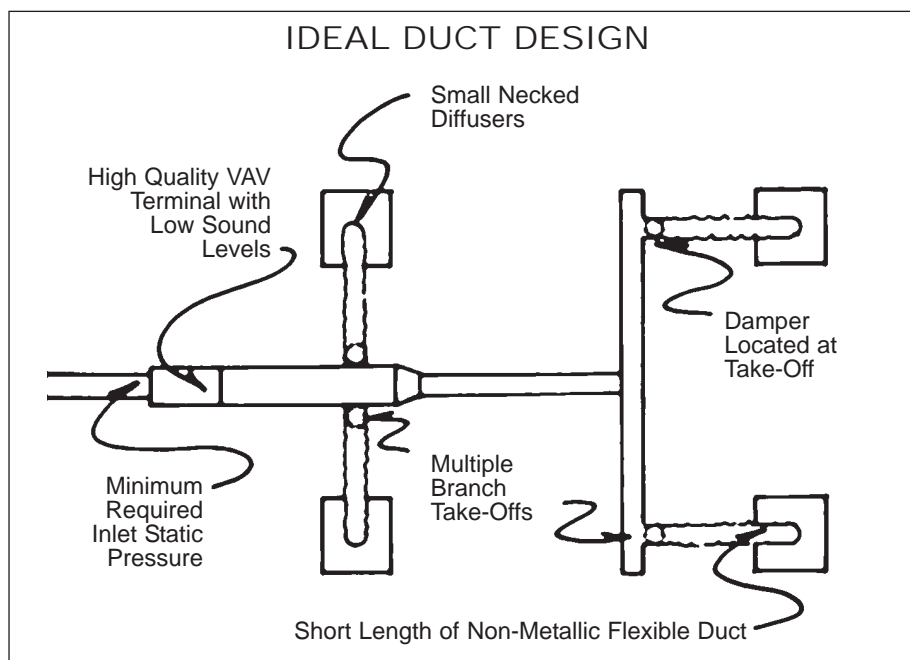 IDEAL DUCT DESIGN
Small Necked
Diffusers
High Quality VAV
Terminal with
Low Sound
Levels
Damper
Located at
Take-Off
Multiple
Branch
Take-Offs
Minimum
Required
Inlet Static
Pressure
Short Length of Non-Metallic Flexible Duct